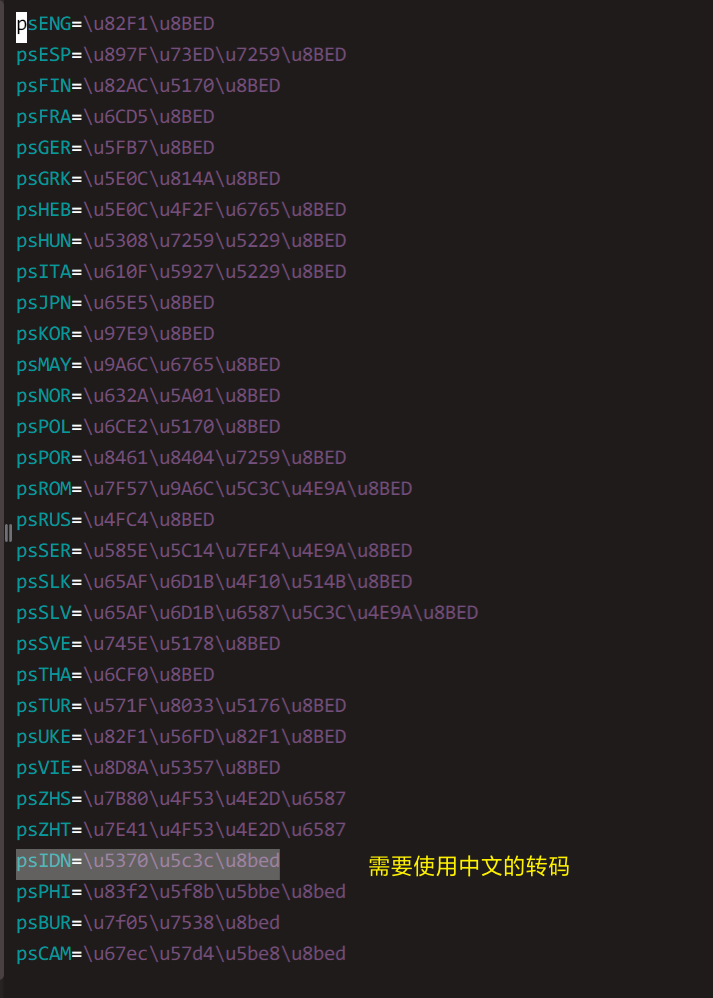 psENG=\u82F1\u8BED
psESP=\u897F\u73ED\u7259\u8BED
psFIN=\u82AC\u5170\u8BED
psFRA=\u6CD5\u8BED
psGER=\u5FB7\u8BED
psGRK=\u5E0C\u814A\u8BED
psHEB=\u5E0C\u4F2F\u6765\u8BED
psHUN=\u5308\u7259\u5229\u8BED
psITA=\u610F\u5927\u5229\u8BED
psJPN=\u65E5\u8BED
psKOR=\u97E9\u8BED
psMAY=\u9A6C\u6765\u8BED
psNOR=\u632A\u5A01\u8BED
psPOL=\u6CE2\u5170\u8BED
psPOR=\u8461\u8404\u7259\u8BED
psROM=\u7F57\u9A6C\u5C3C\u4E9A\u8BED
psRUS=\u4FC4\u8BED
psSER=\u585E\u5C14\u7EF4\u4E9A\u8BED
psSLK=\u65AF\u6D1B\u4F10\u514B\u8BED
psSLV=\u65AF\u6D1B\u6587\u5C3C\u4E9A\u8BED
psSVE=\u745E\u5178\u8BED
psTHA=\u6CF0\u8BED
psTUR=\u571F\u8033\u5176\u8BED
psUKE=\u82F1\u56FD\u82F1\u8BED
psVIE=\u8D8A\u5357\u8BED
psZHS=\u7B80\u4F53\u4E2D\u6587
psZHT=\u7E41\u4F53\u4E2D\u6587
psIDN=\u5370\u5c3c\u8bed 需要使用中文的转码
psPHI=\u83f2\u5f8b\u5bbe\u8bed
psBUR=\u7f05\u7538\u8bed
psCAM=\u67ec\u57d4\u5be8\u8bed